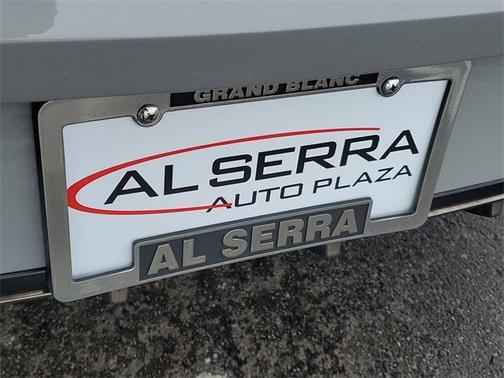 GRAND BLANC
AL SERRA
AUTO PLAZA
AL SERRA